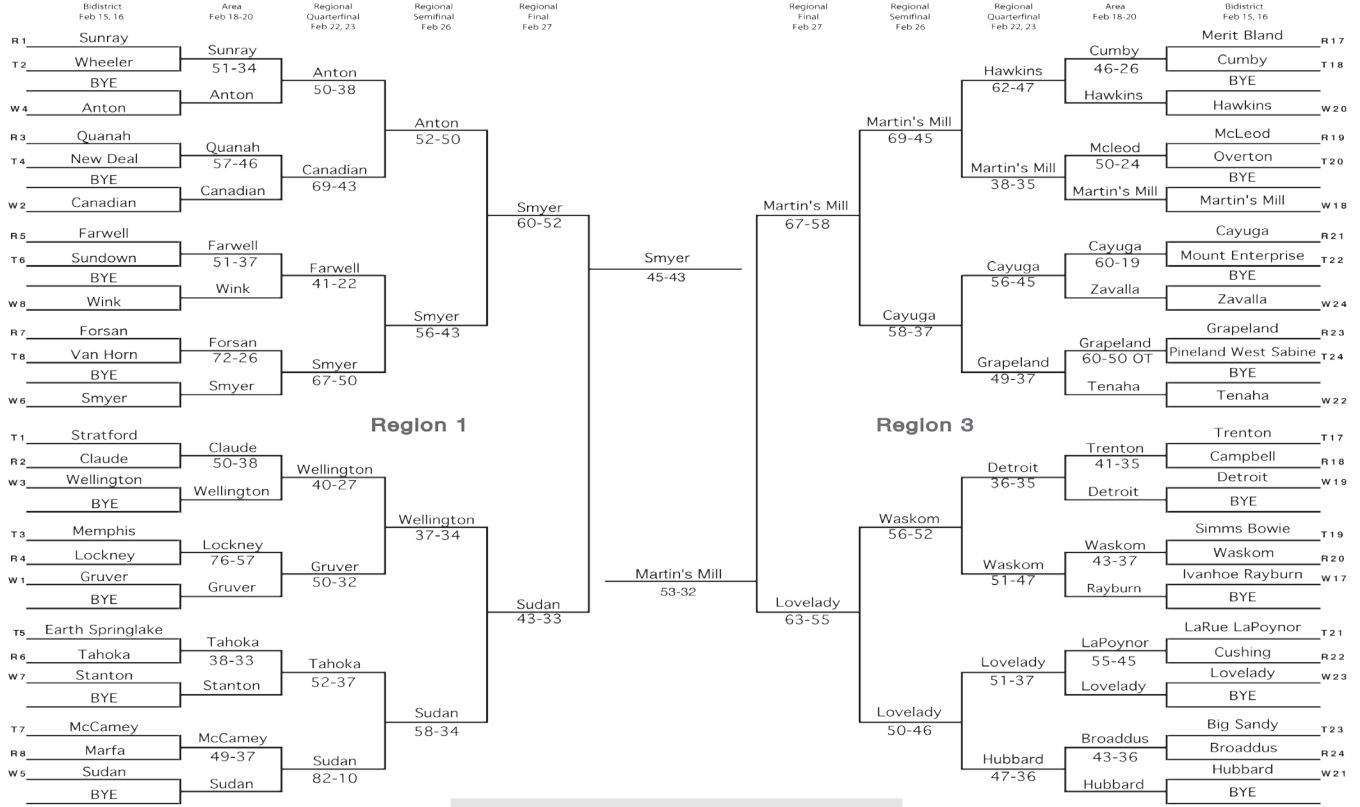 Bidistrict
Feb 15, 16
Area
Feb 18-20
Regional
Quarterfinal
Feb 22, 23
Regional
Semifinal
Feb 26
Regional
Final
Feb 27
Regional
Final
Feb 27
Regional
Semifinal
Feb 26
Regional
Quarterfinal
Feb 22, 23
Area
Feb 18-20
Bidistrict
Feb 15, 16
R1 Sunray
T2 Wheeler
BYE
W4 Anton
R3 Quanah
T4 New Deal
BYE
W2 Canadian
R5 Farwell
T6 Sundown
BYE
W8 Wink
R7 Forsan
T8 Van Horn
BYE
W6 Smyer
T1 Stratford
R2 Claude
W3 Wellington
BYE
T3 Memphis
R4 Lockney
W1 Gruver
BYE
T5 Earth Springlake
R6 Tahoka
W7 Stanton
BYE
T7 McCamey
R8 Marfa
W5 Sudan
BYE
Sunray
51-34
Anton
Quanah
57-46
Canadian
Farwell
51-37
Wink
Forsan
72-26
Smyer
Claude
50-38
Wellington
Lockney
76-57
Gruver
Tahoka
38-33
Stanton
McCamey
49-37
Sudan
Anton
50-38
Canadian
69-43
Farwell
41-22
Smyer
67-50
Wellington
40-27
Gruver
50-32
Tahoka
52-37
Sudan
82-10
Anton
52-50
Smyer
56-43
Wellington
37-34
Sudan
58-34
Smyer
60-52
Sudan
43-33
Region 1
Smyer
45-43
Martin's Mill
53-32
Region 3
Martin's Mill
67-58
Lovelady
63-55
Martin's Mill
69-45
Cayuga
58-37
Waskom
56-52
Lovelady
50-46
Hawkins
62-47
Martin's Mill
38-35
Cayuga
56-45
Grapeland
49-37
Detroit
36-35
Waskom
51-47
Lovelady
51-37
Hubbard
47-36
Cumby
46-26
Hawkins
Mcleod
50-24
Martin's Mill
Cayuga
60-19
Zavalla
Grapeland
60-50 OT
Tenaha
Trenton
41-35
Detroit
Waskom
43-37
Rayburn
LaPoynor
55-45
Lovelady
Broaddus
43-36
Hubbard
Merit Bland R17
Cumby T18
BYE
Hawkins W20
McLeod R19
Overton T20
BYE
Martin's Mill W18
Cayuga R21
Mount Enterprise T22
BYE
Zavalla W24
Grapeland R23
Pineland West Sabine T24
BYE
Tenaha W22
Trenton T17
Campbell R18
Detroit W19
BYE
Simms Bowie T19
Waskom R20
Ivanhoe Rayburn W17
BYE
LaRue LaPoynor T21
Cushing R22
Lovelady W23
BYE
Big Sandy T23
Broaddus R24
Hubbard W21
BYE